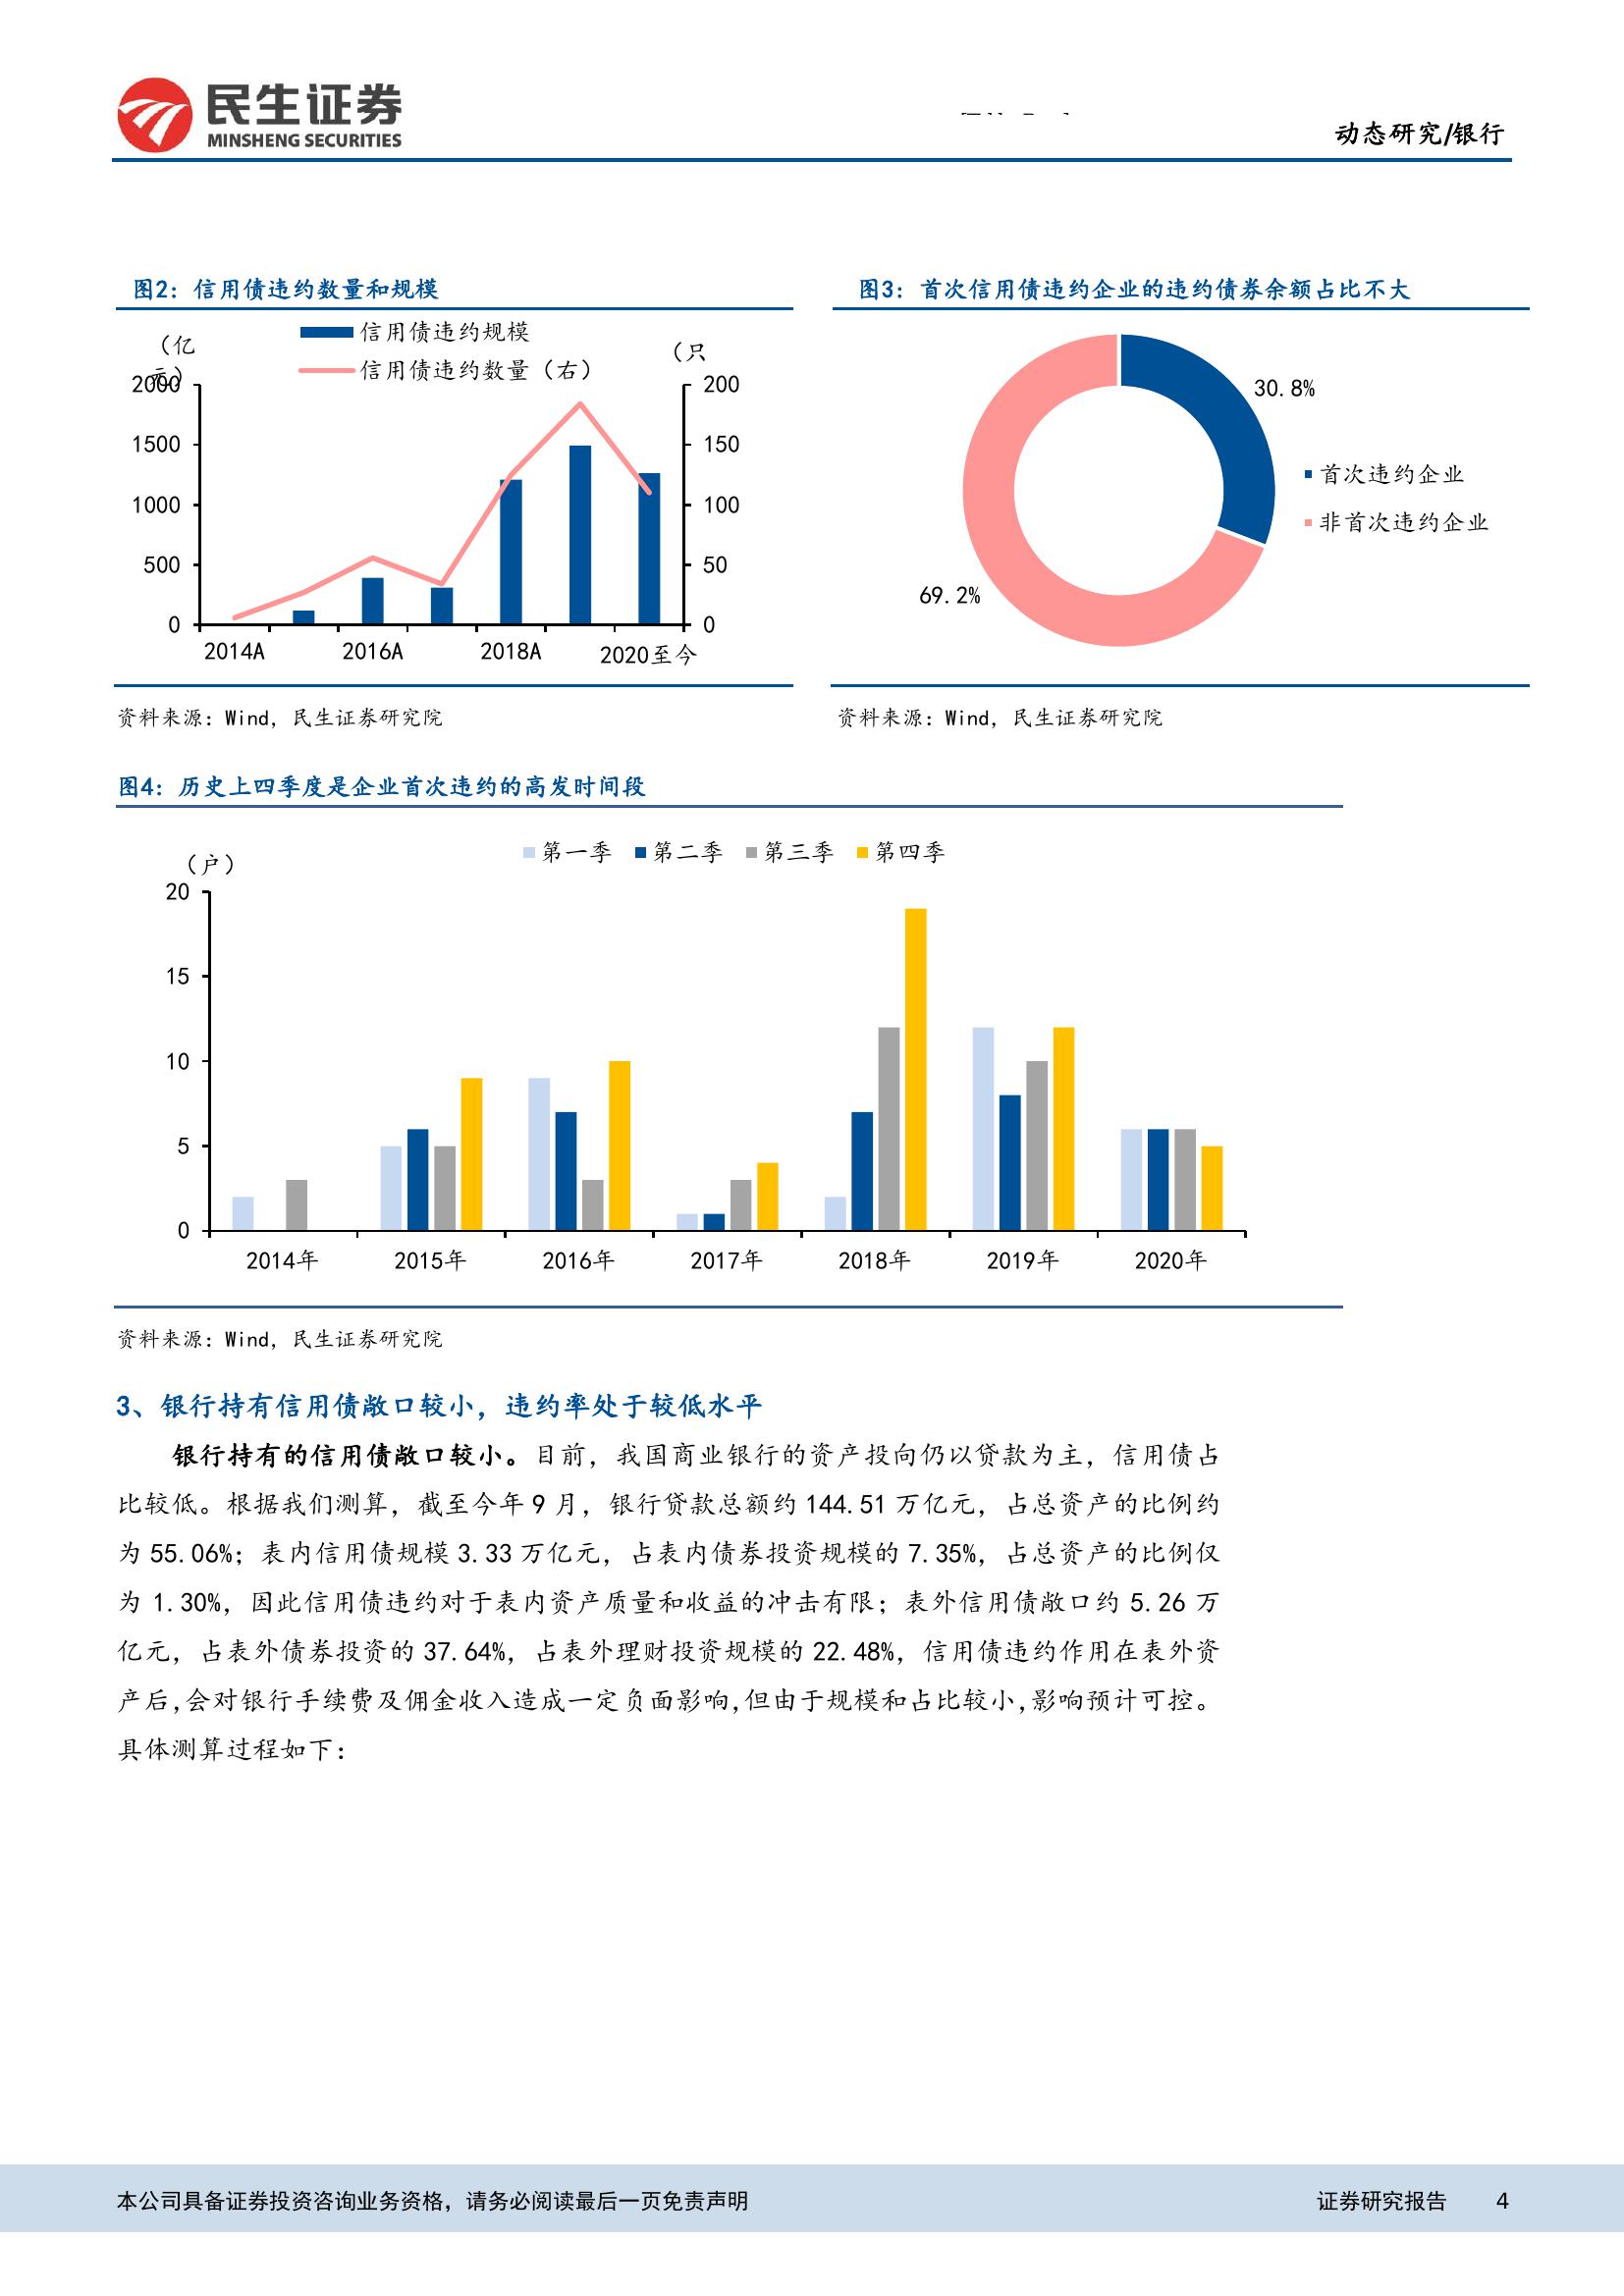 民生证券
MINSHENG SECURITIES
动态研究/银行
图2：信用债违约数量和规模
（亿
元）
信用债违约规模
信用债违约数量（右）
（只
2000
1500
1000
500
0
200
150
100
50
0
2014A 2016A 2018A 2020至今
资料来源：Wind，民生证券研究院
图3：首次信用债违约企业的违约债券余额占比不大
30.8%
69.2%
首次违约企业
非首次违约企业
资料来源：Wind，民生证券研究院
图4：历史上四季度是企业首次违约的高发时间段
（户）
第一季 第二季 第三季 第四季
20
15
10
5
0
2014年 2015年 2016年 2017年 2018年 2019年 2020年
资料来源：Wind，民生证券研究院
3、银行持有信用债敞口较小，违约率处于较低水平
银行持有的信用债敞口较小。目前，我国商业银行的资产投向仍以贷款为主，信用债占
比较低。根据我们测算，截至今年 9 月，银行贷款总额约 144.51 万亿元，占总资产的比例约
为 55.06%；表内信用债规模 3.33 万亿元，占表内债券投资规模的 7.35%，占总资产的比例仅
为 1.30%，因此信用债违约对于表内资产质量和收益的冲击有限；表外信用债敞口约 5.26 万
亿元，占表外债券投资的 37.64%，占表外理财投资规模的 22.48%，信用债违约作用在表外资
产后,会对银行手续费及佣金收入造成一定负面影响,但由于规模和占比较小,影响预计可控。
具体测算过程如下：
本公司具备证券投资咨询业务资格，请务必阅读最后一页免责声明
证券研究报告 4